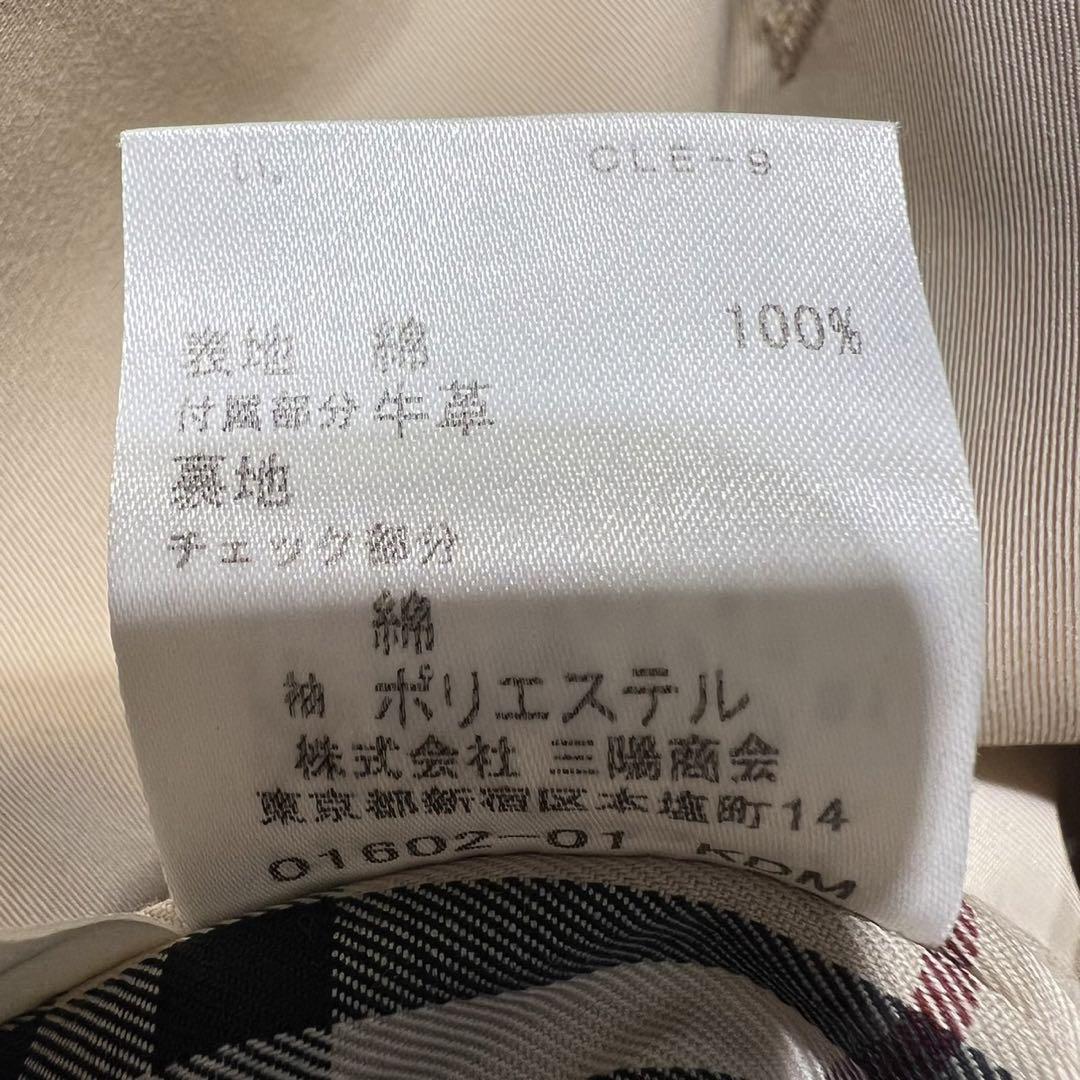 い CLE-9
表地 綿 100%
付属部分 牛革
裏地
チェック部分
綿
袖 ポリエステル
株式会社 三陽商会
東京都新宿区本塩町14
01602-01 KDM